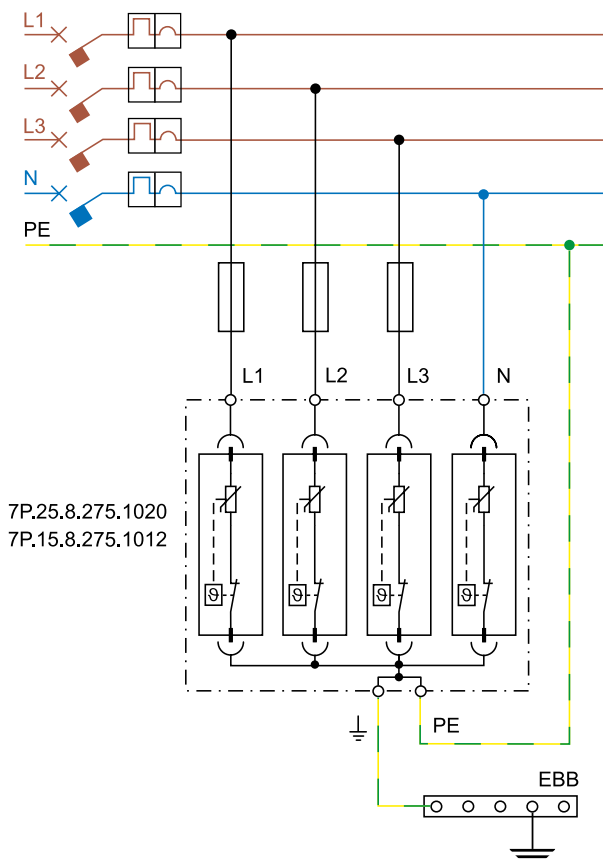 L1
L2
L3
N
PE
L1 L2 L3 N
7P.25.8.275.1020
7P.15.8.275.1012
ϑ ϑ ϑ ϑ
PE
EBB